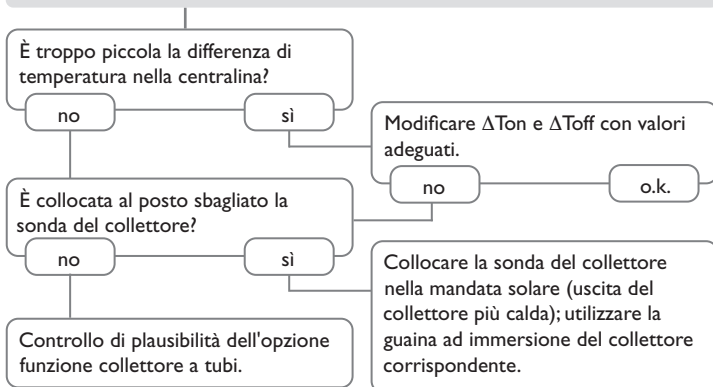 È troppo piccola la differenza di
temperatura nella centralina?
no
sì
Modificare ΔTon e ΔToff con valori
adeguati.
no
o.k.
È collocata al posto sbagliato la
sonda del collettore?
no
sì
Collocare la sonda del collettore
nella mandata solare (uscita del
collettore più calda); utilizzare la
guaina ad immersione del collettore
corrispondente.
Controllo di plausibilità dell'opzione
funzione collettore a tubi.